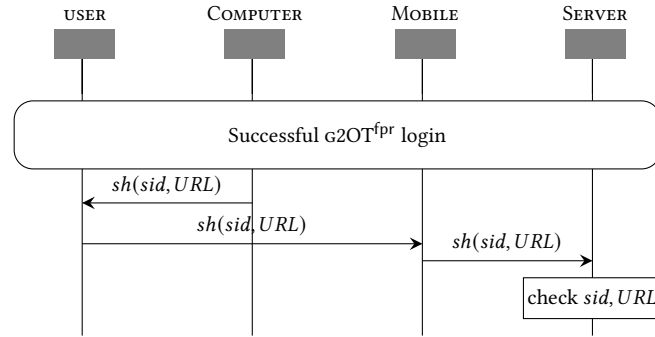 USER COMPUTER MOBILE SERVER
Successful G2OT^fpr login
sh(sid, URL)
sh(sid, URL)
sh(sid, URL)
check sid, URL